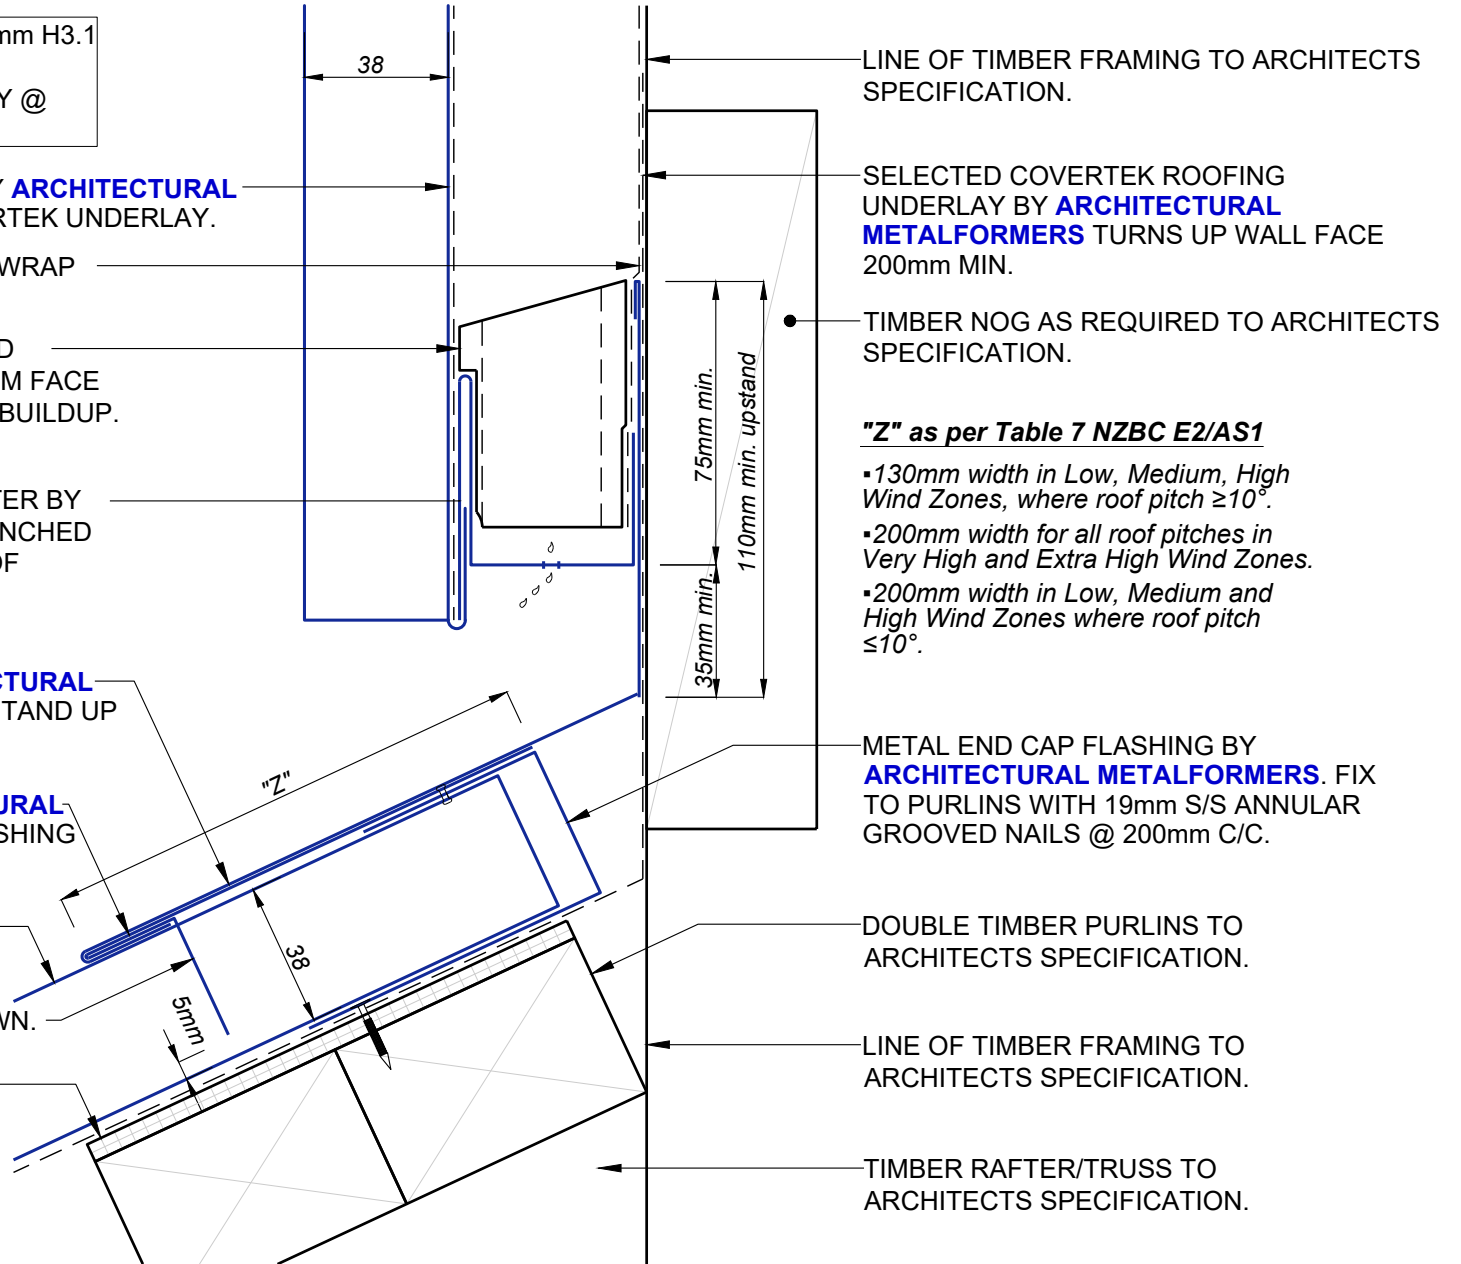 mm H3.1
Y @
Y ARCHITECTURAL
RTEK UNDERLAY.
WRAP
D
M FACE
BUILDUP.
TER BY
NCHED
OF
CTURAL
TAND UP
URAL
SHING
WN.
38
75mm min.
110mm min. upstand
35mm min.
"Z"
38
5mm
LINE OF TIMBER FRAMING TO ARCHITECTS
SPECIFICATION.
SELECTED COVERTEK ROOFING
UNDERLAY BY ARCHITECTURAL
METALFORMERS TURNS UP WALL FACE
200mm MIN.
TIMBER NOG AS REQUIRED TO ARCHITECTS
SPECIFICATION.
"Z" as per Table 7 NZBC E2/AS1
▪130mm width in Low, Medium, High
Wind Zones, where roof pitch ≥10°.
▪200mm width for all roof pitches in
Very High and Extra High Wind Zones.
▪200mm width in Low, Medium and
High Wind Zones where roof pitch
≤10°.
METAL END CAP FLASHING BY
ARCHITECTURAL METALFORMERS. FIX
TO PURLINS WITH 19mm S/S ANNULAR
GROOVED NAILS @ 200mm C/C.
DOUBLE TIMBER PURLINS TO
ARCHITECTS SPECIFICATION.
LINE OF TIMBER FRAMING TO
ARCHITECTS SPECIFICATION.
TIMBER RAFTER/TRUSS TO
ARCHITECTS SPECIFICATION.